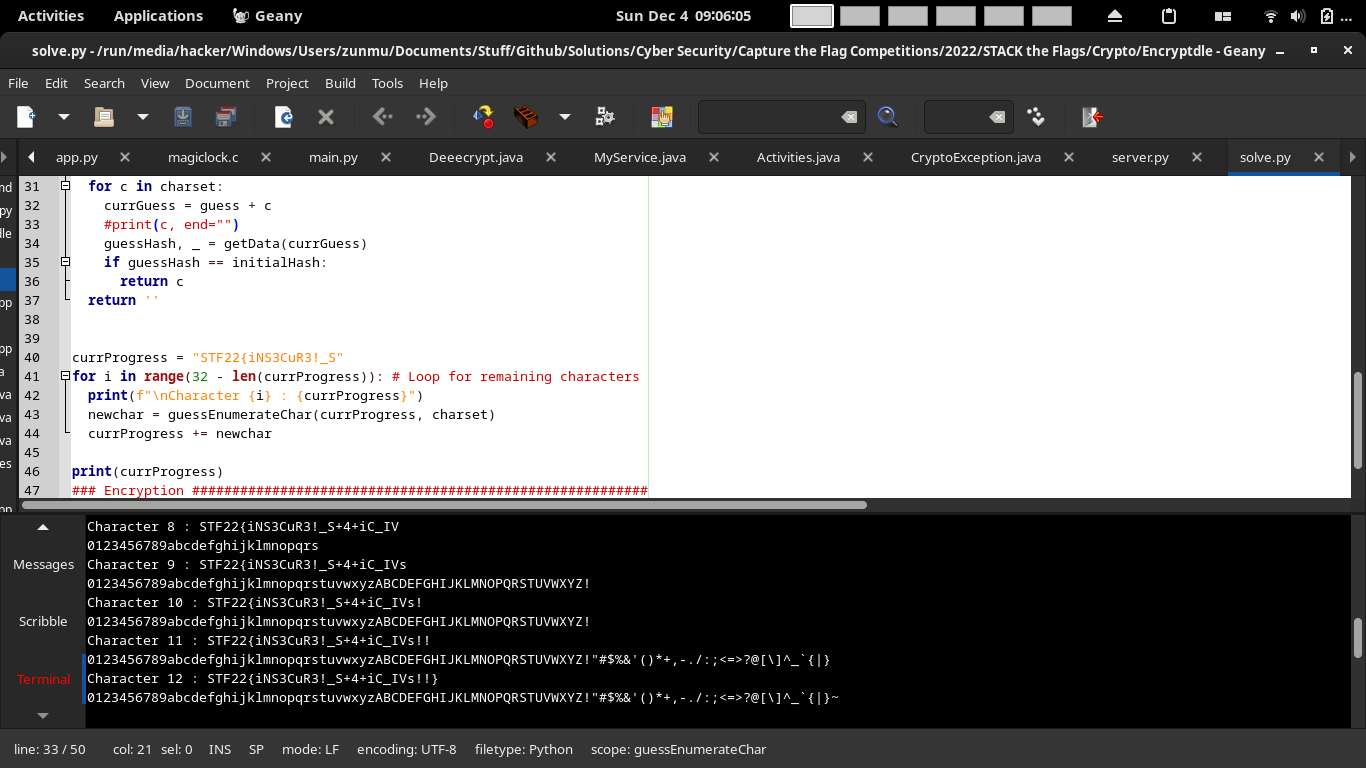 Activities Applications Geany Sun Dec 4 09:06:05
solve.py - /run/media/hacker/Windows/Users/zunmu/Documents/Stuff/Github/Solutions/Cyber Security/Capture the Flag Competitions/2022/STACK the Flags/Crypto/Encryptdle - Geany
File Edit Search View Document Project Build Tools Help
app.py magiclock.c main.py Deeecrypt.java MyService.java Activities.java CryptoException.java server.py solve.py
31 for c in charset:
32 currGuess = guess + c
33 #print(c, end="")
34 guessHash, _ = getData(currGuess)
35 if guessHash == initialHash:
36 return c
37 return ''
38
39
40 currProgress = "STF22{iNS3CuR3!_S"
41 for i in range(32 - len(currProgress)): # Loop for remaining characters
42 print(f"\nCharacter {i} : {currProgress}")
43 newchar = guessEnumerateChar(currProgress, charset)
44 currProgress += newchar
45
46 print(currProgress)
47 ### Encryption #########################################################
Messages
Scribble
Terminal
Character 8 : STF22{iNS3CuR3!_S+4+iC_IV
0123456789abcdefghijklmnopqrs
Character 9 : STF22{iNS3CuR3!_S+4+iC_IVs
0123456789abcdefghijklmnopqrstuvwxyzABCDEFGHIJKLMNOPQRSTUVWXYZ!
Character 10 : STF22{iNS3CuR3!_S+4+iC_IVs!
0123456789abcdefghijklmnopqrstuvwxyzABCDEFGHIJKLMNOPQRSTUVWXYZ!
Character 11 : STF22{iNS3CuR3!_S+4+iC_IVs!!
0123456789abcdefghijklmnopqrstuvwxyzABCDEFGHIJKLMNOPQRSTUVWXYZ!"#$%&'()*+,-./:;<=>?@[\]^_`{|}
Character 12 : STF22{iNS3CuR3!_S+4+iC_IVs!!}
0123456789abcdefghijklmnopqrstuvwxyzABCDEFGHIJKLMNOPQRSTUVWXYZ!"#$%&'()*+,-./:;<=>?@[\]^_`{|}~
line: 33 / 50 col: 21 sel: 0 INS SP mode: LF encoding: UTF-8 filetype: Python scope: guessEnumerateChar